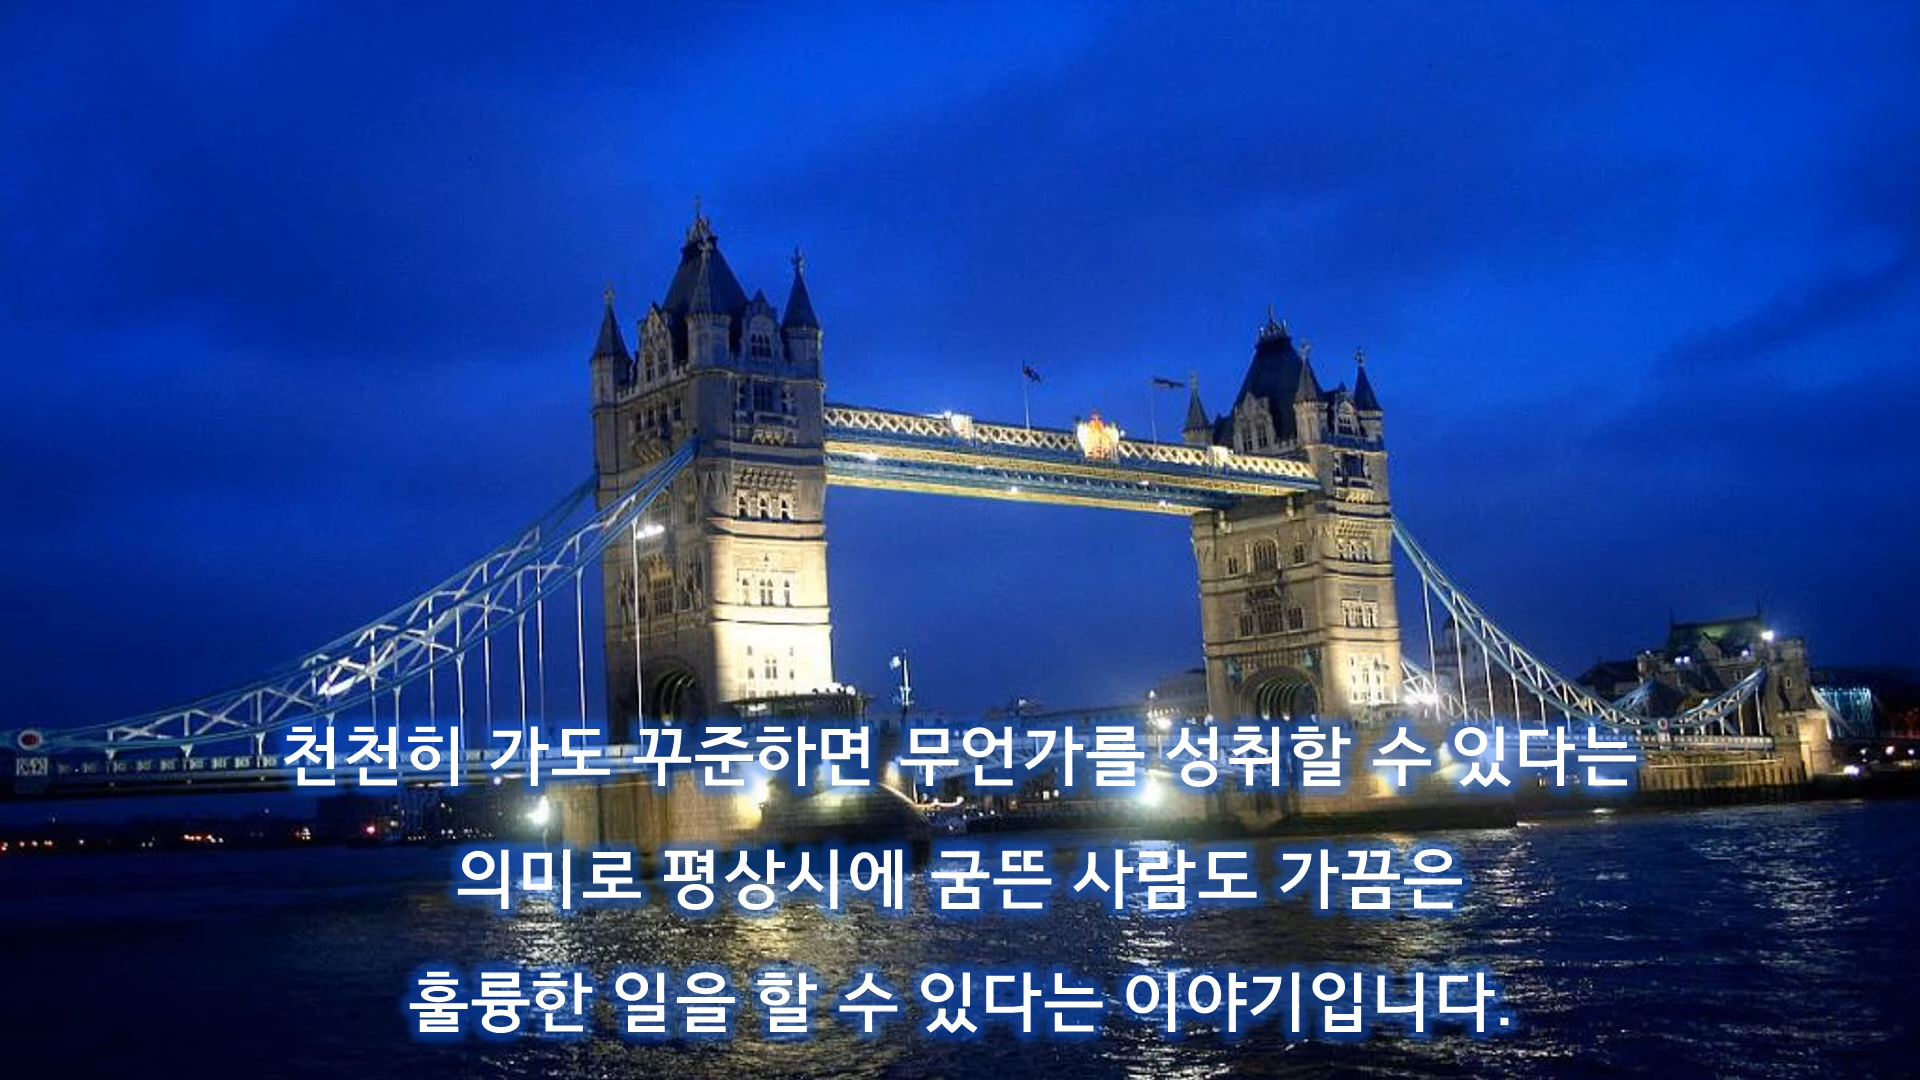 천천히 가도 꾸준하면 무언가를 성취할 수 있다는
의미로 평상시에 굼뜬 사람도 가끔은
훌륭한 일을 할 수 있다는 이야기입니다.